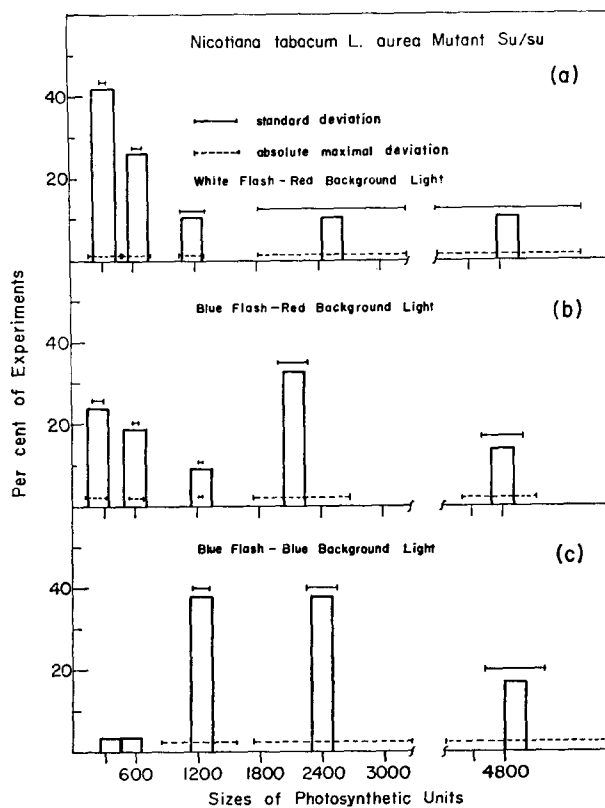 Nicotiana tabacum L. aurea Mutant Su/su
(a)
40
20
standard deviation
absolute maximal deviation
White Flash-Red Background Light
(b)
Blue Flash-Red Background Light
40
20
Per cent of Experiments
(c)
Blue Flash-Blue Background Light
40
20
600 1200 1800 2400 3000 4800
Sizes of Photosynthetic Units